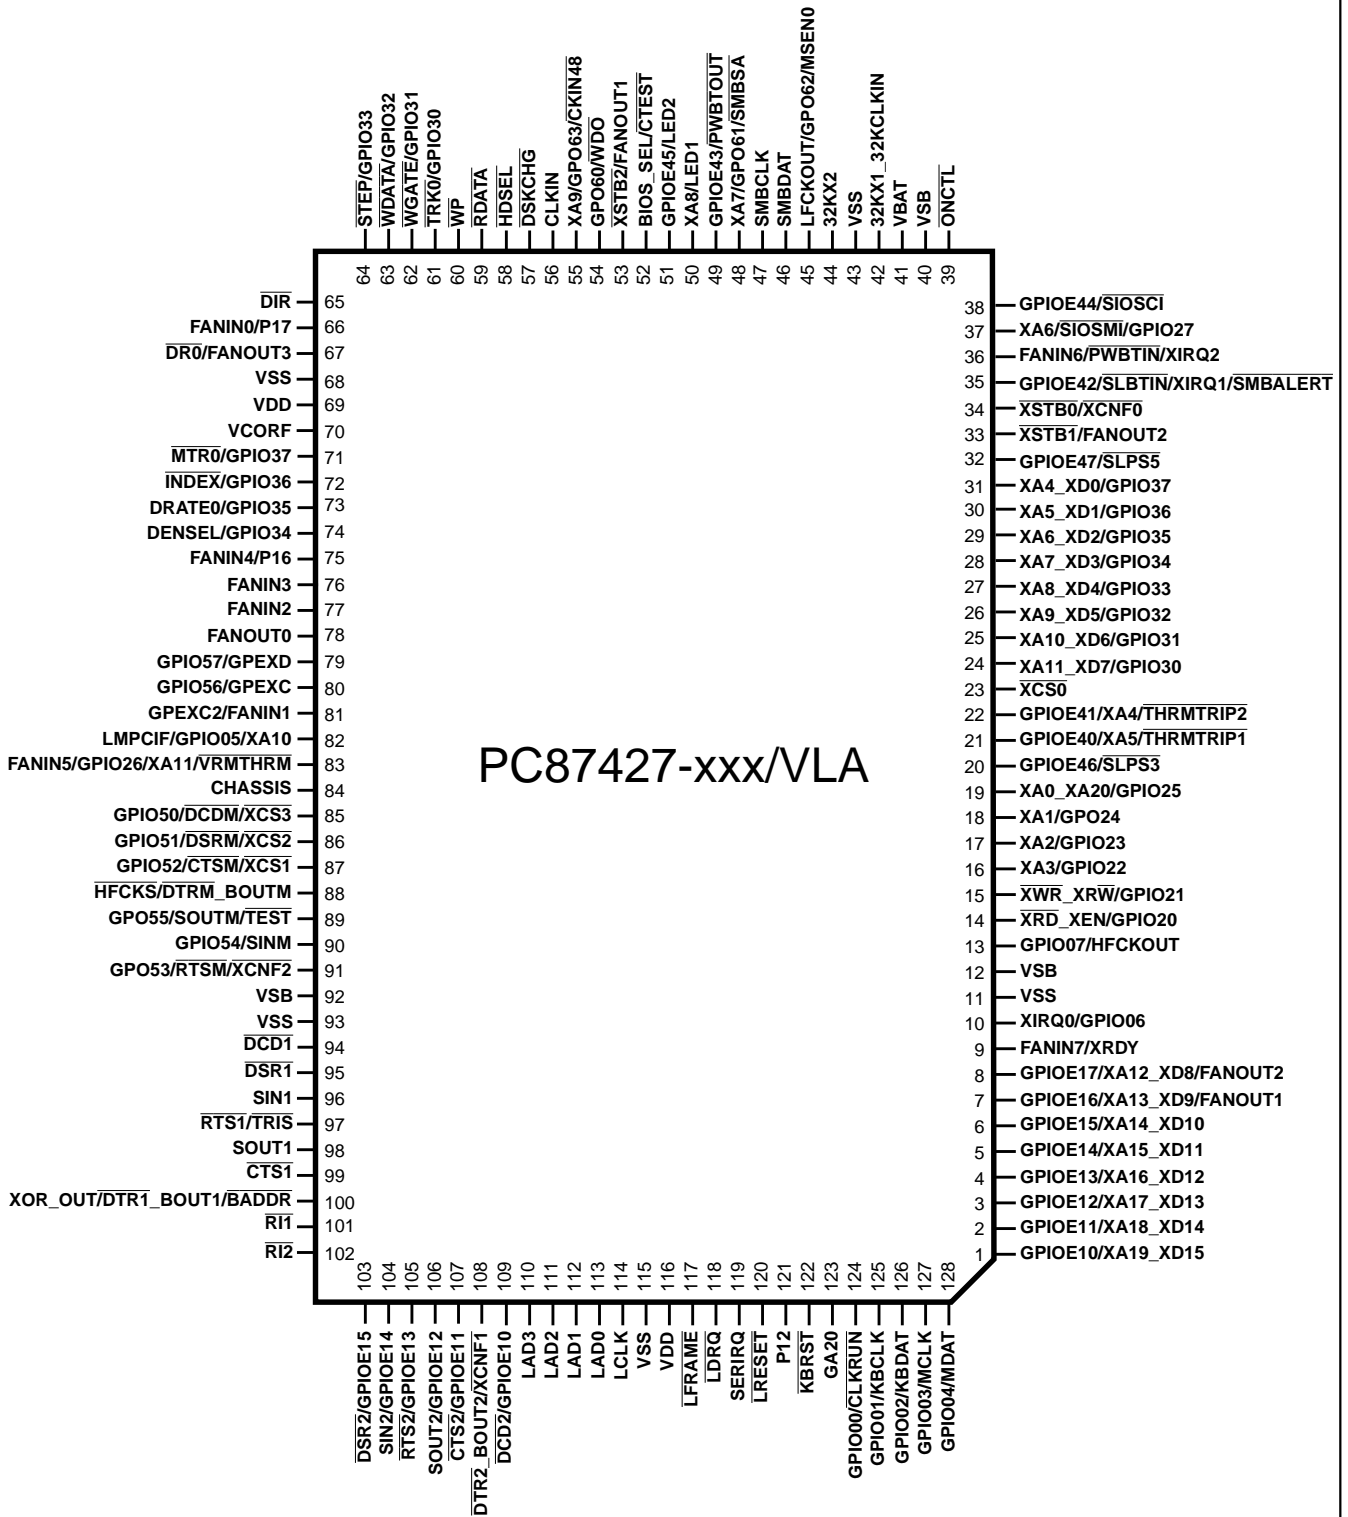 STEP/GPIO33
WDATA/GPIO32
WGATE/GPIO31
TRK0/GPIO30
WP
RDATA
HDSEL
DSKCHG
CLKIN
XA9/GPO63/CKIN48
GPO60/WDO
XSTB2/FANOUT1
BIOS_SEL/CTEST
GPIOE45/LED2
XA8/LED1
GPIOE43/PWBTOUT
XA7/GPO61/SMBSA
SMBCLK
SMBDAT
LFCKOUT/GPO62/MSEN0
32KX2
VSS
32KX1_32KCLKIN
VBAT
VSB
ONCTL
64 63 62 61 60 59 58 57 56 55 54 53 52 51 50 49 48 47 46 45 44 43 42 41 40 39
DIR 65
FANIN0/P17 66
DR0/FANOUT3 67
VSS 68
VDD 69
VCORF 70
MTR0/GPIO37 71
INDEX/GPIO36 72
DRATE0/GPIO35 73
DENSEL/GPIO34 74
FANIN4/P16 75
FANIN3 76
FANIN2 77
FANOUT0 78
GPIO57/GPEXD 79
GPIO56/GPEXC 80
GPEXC2/FANIN1 81
LMPCIF/GPIO05/XA10 82
FANIN5/GPIO26/XA11/VRMTHRM 83
CHASSIS 84
GPIO50/DCDM/XCS3 85
GPIO51/DSRM/XCS2 86
GPIO52/CTSM/XCS1 87
HFCKS/DTRM_BOUTM 88
GPO55/SOUTM/TEST 89
GPIO54/SINM 90
GPO53/RTSM/XCNF2 91
VSB 92
VSS 93
DCD1 94
DSR1 95
SIN1 96
RTS1/TRIS 97
SOUT1 98
CTS1 99
XOR_OUT/DTR1_BOUT1/BADDR 100
RI1 101
RI2 102
PC87427-xxx/VLA
38 GPIOE44/SIOSCI
37 XA6/SIOSMI/GPIO27
36 FANIN6/PWBTIN/XIRQ2
35 GPIOE42/SLBTIN/XIRQ1/SMBALERT
34 XSTB0/XCNF0
33 XSTB1/FANOUT2
32 GPIOE47/SLPS5
31 XA4_XD0/GPIO37
30 XA5_XD1/GPIO36
29 XA6_XD2/GPIO35
28 XA7_XD3/GPIO34
27 XA8_XD4/GPIO33
26 XA9_XD5/GPIO32
25 XA10_XD6/GPIO31
24 XA11_XD7/GPIO30
23 XCS0
22 GPIOE41/XA4/THRMTRIP2
21 GPIOE40/XA5/THRMTRIP1
20 GPIOE46/SLPS3
19 XA0_XA20/GPIO25
18 XA1/GPO24
17 XA2/GPIO23
16 XA3/GPIO22
15 XWR_XRW/GPIO21
14 XRD_XEN/GPIO20
13 GPIO07/HFCKOUT
12 VSB
11 VSS
10 XIRQ0/GPIO06
9 FANIN7/XRDY
8 GPIOE17/XA12_XD8/FANOUT2
7 GPIOE16/XA13_XD9/FANOUT1
6 GPIOE15/XA14_XD10
5 GPIOE14/XA15_XD11
4 GPIOE13/XA16_XD12
3 GPIOE12/XA17_XD13
2 GPIOE11/XA18_XD14
1 GPIOE10/XA19_XD15
103 104 105 106 107 108 109 110 111 112 113 114 115 116 117 118 119 120 121 122 123 124 125 126 127 128
DSR2/GPIOE15
SIN2/GPIOE14
RTS2/GPIOE13
SOUT2/GPIOE12
CTS2/GPIOE11
DTR2_BOUT2/XCNF1
DCD2/GPIOE10
LAD3
LAD2
LAD1
LAD0
LCLK
VSS
VDD
LFRAME
LDRQ
SERIRQ
LRESET
P12
KBRST
GA20
GPIO00/CLKRUN
GPIO01/KBCLK
GPIO02/KBDAT
GPIO03/MCLK
GPIO04/MDAT